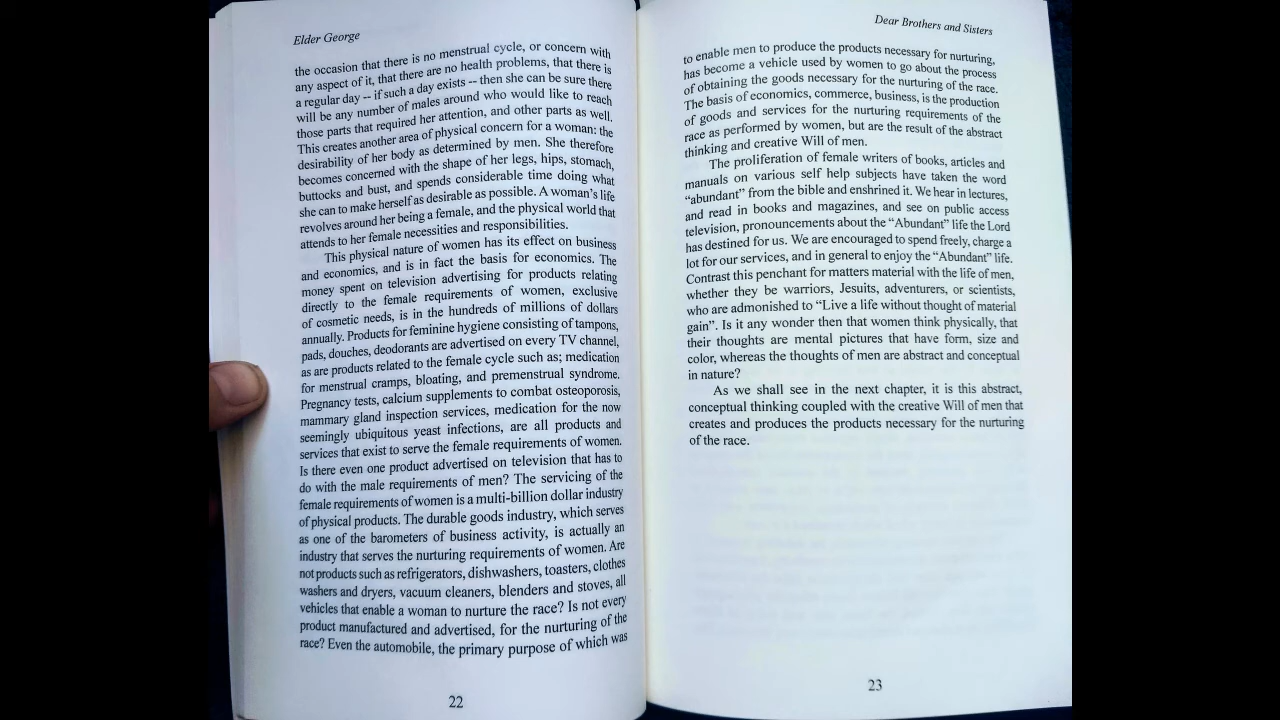 Elder George
the occasion that there is no menstrual cycle, or concern with
any aspect of it, that there are no health problems, that there is
a regular day -- if such a day exists -- then she can be sure there
will be any number of males around who would like to reach
those parts that required her attention, and other parts as well.
This creates another area of physical concern for a woman: the
desirability of her body as determined by men. She therefore
becomes concerned with the shape of her legs, hips, stomach,
buttocks and bust, and spends considerable time doing what
she can to make herself as desirable as possible. A woman's life
revolves around her being a female, and the physical world that
attends to her female necessities and responsibilities.
This physical nature of women has its effect on business
and economics, and is in fact the basis for economics. The
money spent on television advertising for products relating
directly to the female requirements of women, exclusive
of cosmetic needs, is in the hundreds of millions of dollars
annually. Products for feminine hygiene consisting of tampons,
pads, douches, deodorants are advertised on every TV channel,
as are products related to the female cycle such as; medication
for menstrual cramps, bloating, and premenstrual syndrome.
Pregnancy tests, calcium supplements to combat osteoporosis,
mammary gland inspection services, medication for the now
seemingly ubiquitous yeast infections, are all products and
services that exist to serve the female requirements of women.
Is there even one product advertised on television that has to
do with the male requirements of men? The servicing of the
female requirements of women is a multi-billion dollar industry
of physical products. The durable goods industry, which serves
as one of the barometers of business activity, is actually an
industry that serves the nurturing requirements of women. Are
not products such as refrigerators, dishwashers, toasters, clothes
washers and dryers, vacuum cleaners, blenders and stoves, all
vehicles that enable a woman to nurture the race? Is not every
product manufactured and advertised, for the nurturing of the
race? Even the automobile, the primary purpose of which was
22
Dear Brothers and Sisters
to enable men to produce the products necessary for nurturing,
has become a vehicle used by women to go about the process
of obtaining the goods necessary for the nurturing of the race.
The basis of economics, commerce, business, is the production
of goods and services for the nurturing requirements of the
race as performed by women, but are the result of the abstract
thinking and creative Will of men.
The proliferation of female writers of books, articles and
manuals on various self help subjects have taken the word
"abundant" from the bible and enshrined it. We hear in lectures,
and read in books and magazines, and see on public access
television, pronouncements about the "Abundant" life the Lord
has destined for us. We are encouraged to spend freely, charge a
lot for our services, and in general to enjoy the "Abundant" life.
Contrast this penchant for matters material with the life of men,
whether they be warriors, Jesuits, adventurers, or scientists,
who are admonished to "Live a life without thought of material
gain". Is it any wonder then that women think physically, that
their thoughts are mental pictures that have form, size and
color, whereas the thoughts of men are abstract and conceptual
in nature?
As we shall see in the next chapter, it is this abstract,
conceptual thinking coupled with the creative Will of men that
creates and produces the products necessary for the nurturing
of the race.
23